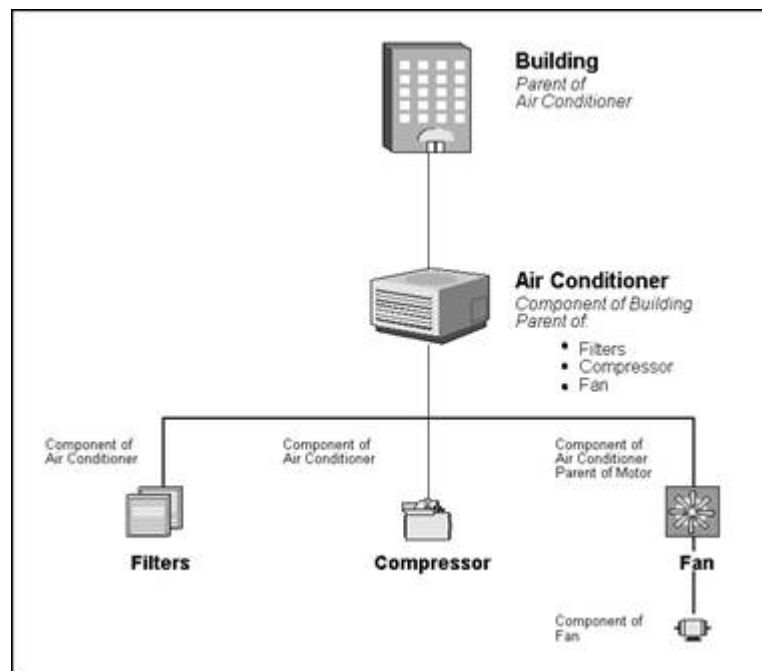 Building
Parent of
Air Conditioner
Air Conditioner
Component of Building
Parent of:
• Filters
• Compressor
• Fan
Component of
Air Conditioner
Component of
Air Conditioner
Component of
Air Conditioner
Parent of Motor
Filters
Compressor
Fan
Component of
Fan